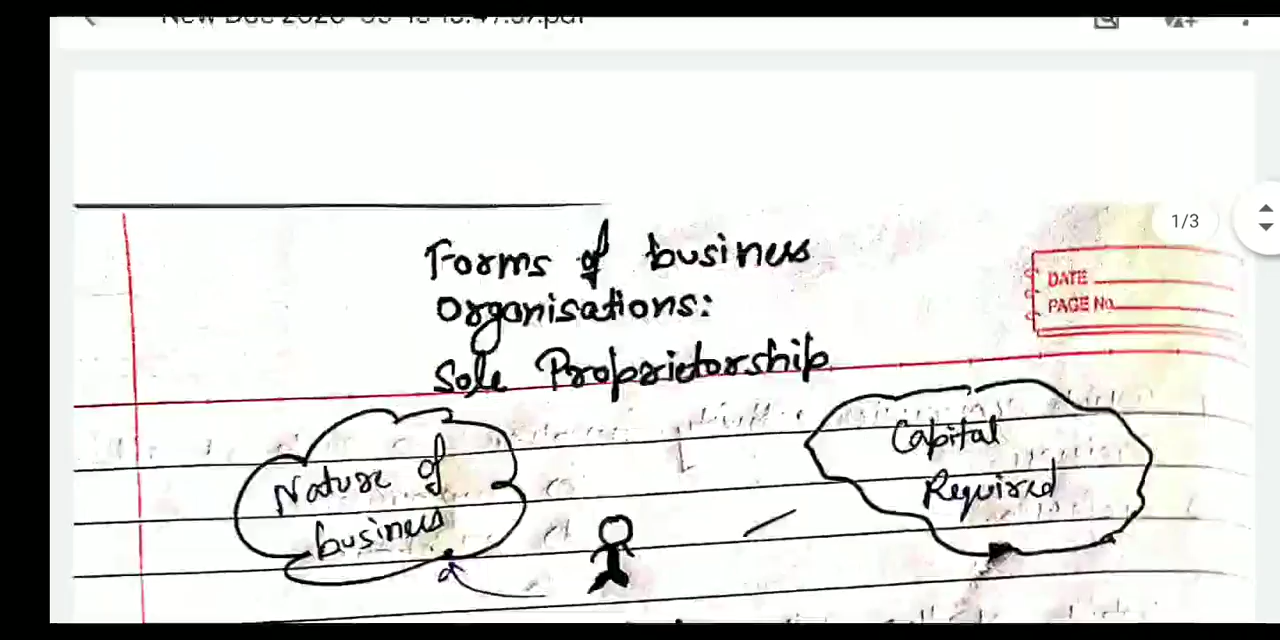 1/3
Forms of business
DATE
Organisations:
PAGE No.
Sole Proprietorship
Nature of
business
Capital
Required